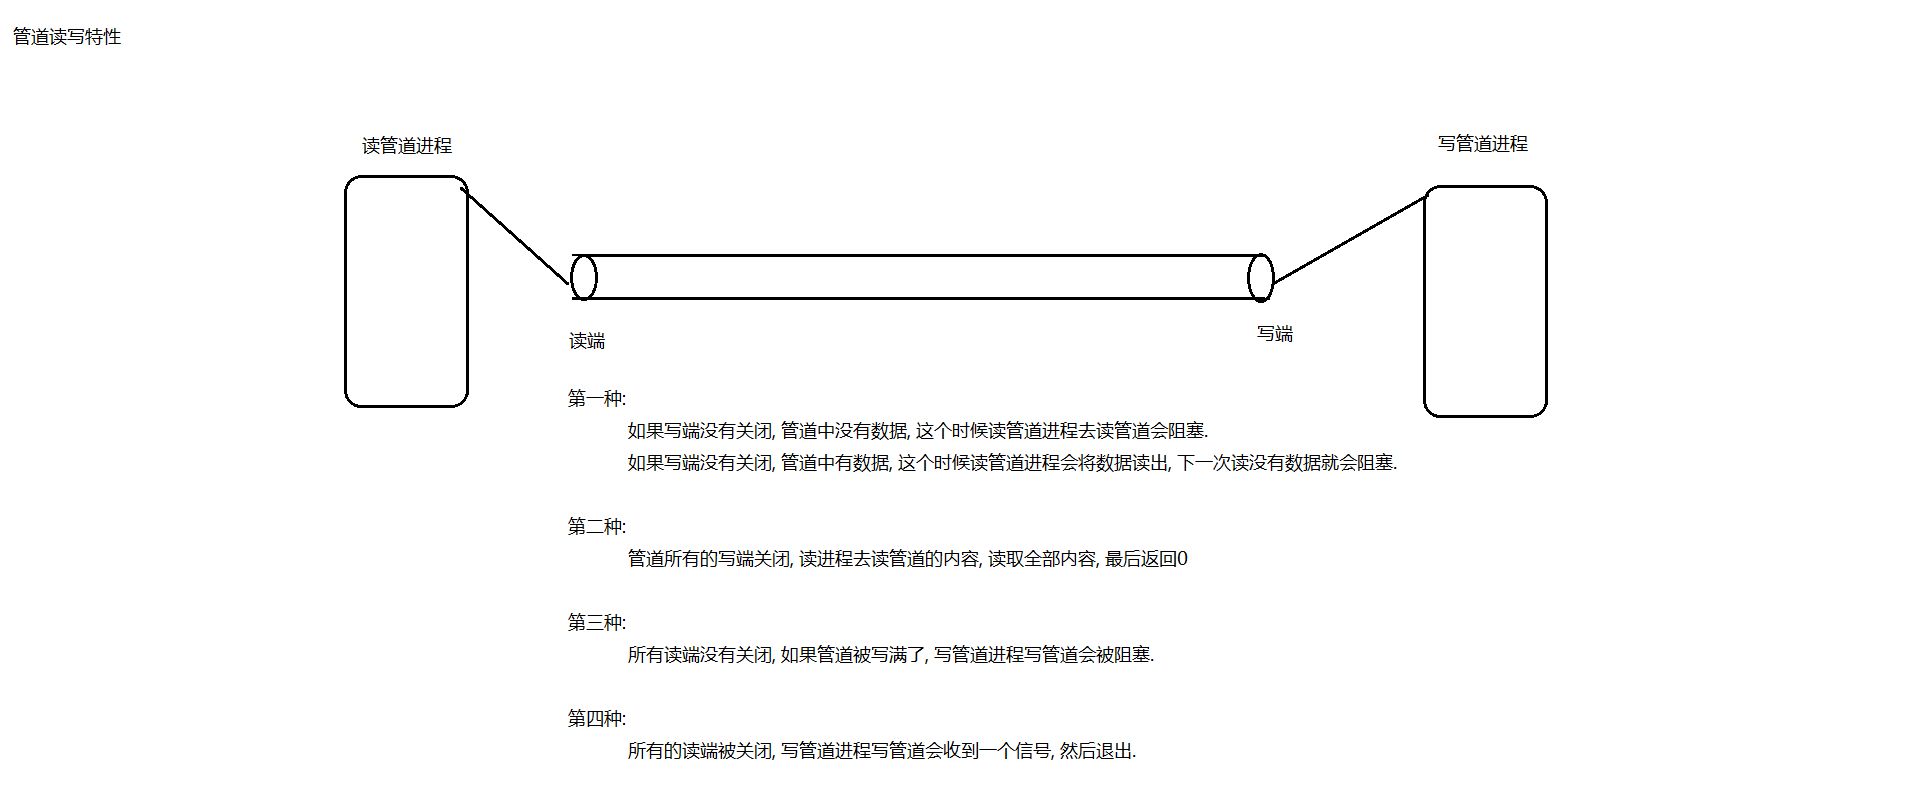 管道读写特性
读管道进程
写管道进程
读端
写端
第一种:
如果写端没有关闭, 管道中没有数据, 这个时候读管道进程去读管道会阻塞.
如果写端没有关闭, 管道中有数据, 这个时候读管道进程会将数据读出, 下一次读没有数据就会阻塞.
第二种:
管道所有的写端关闭, 读进程去读管道的内容, 读取全部内容, 最后返回0
第三种:
所有读端没有关闭, 如果管道被写满了, 写管道进程写管道会被阻塞.
第四种:
所有的读端被关闭, 写管道进程写管道会收到一个信号, 然后退出.